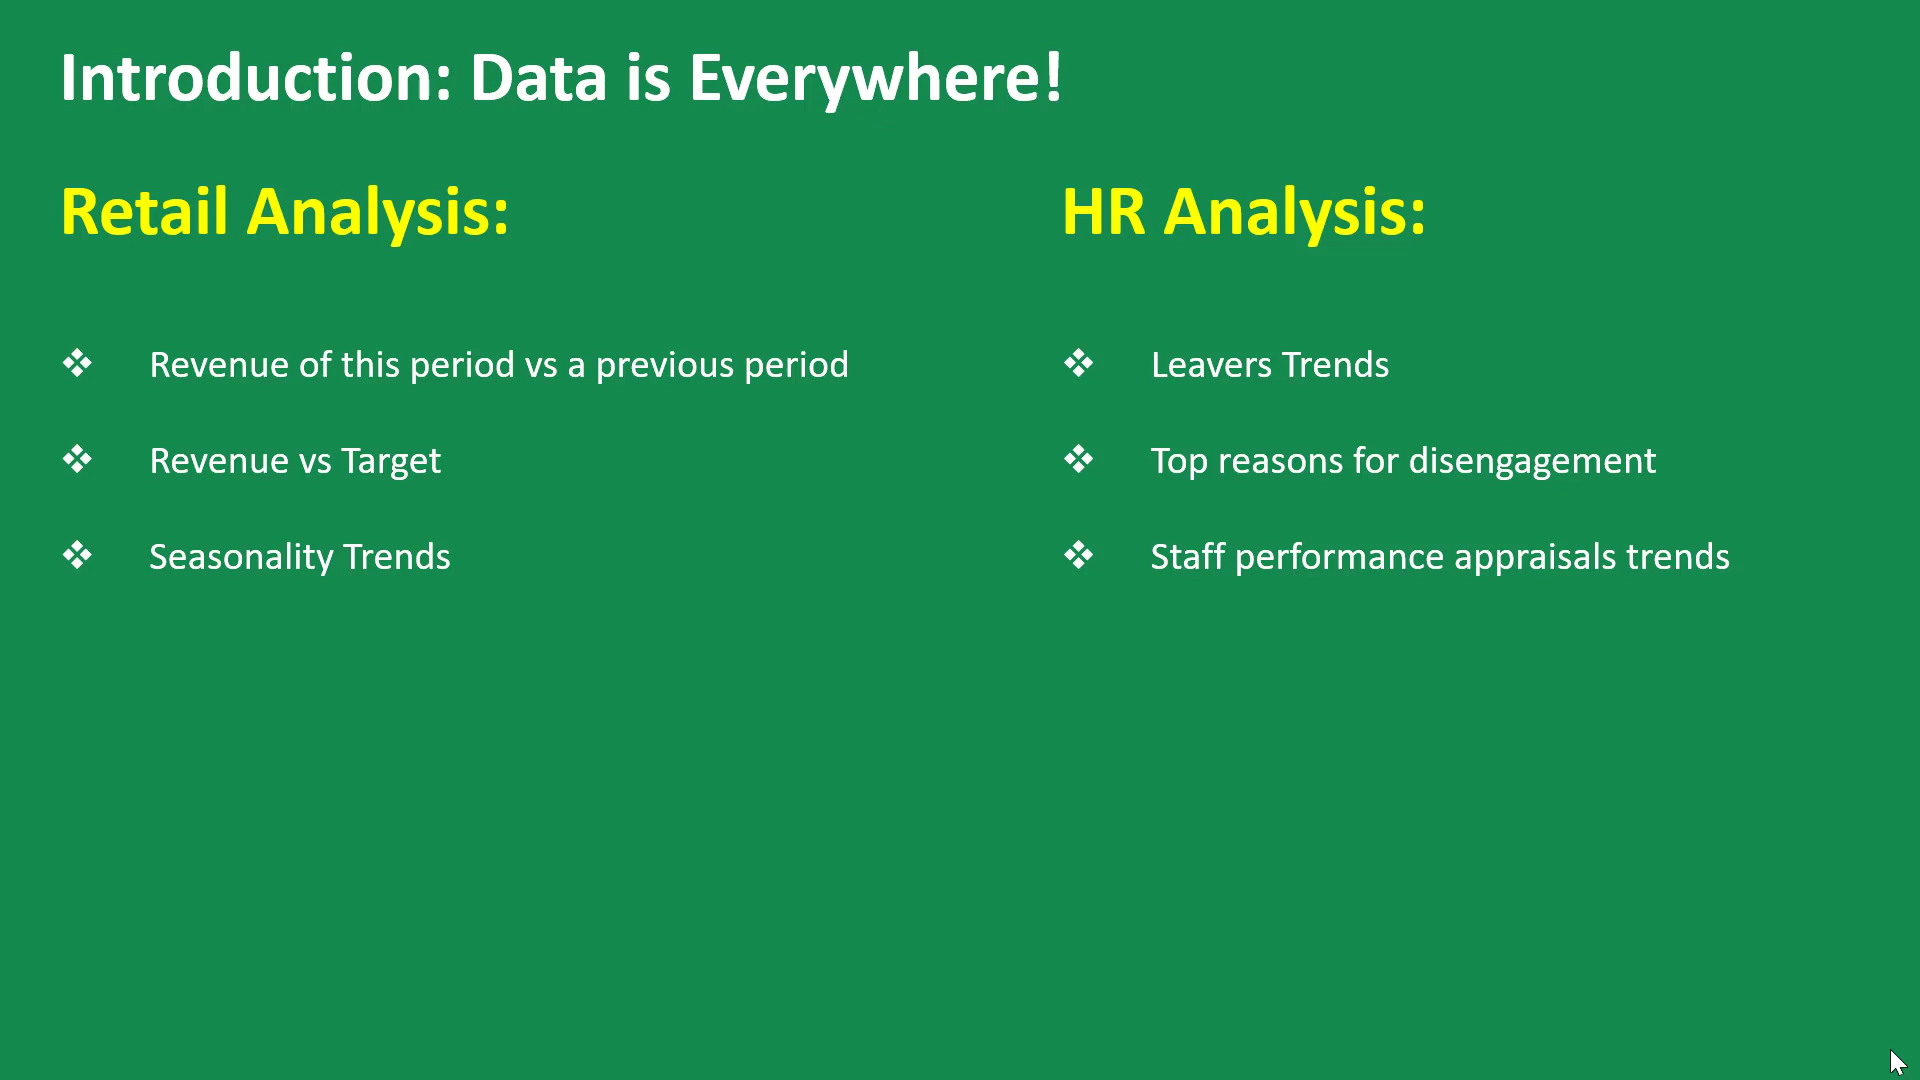 Introduction: Data is Everywhere!
Retail Analysis:
❖ Revenue of this period vs a previous period
❖ Revenue vs Target
❖ Seasonality Trends
HR Analysis:
❖ Leavers Trends
❖ Top reasons for disengagement
❖ Staff performance appraisals trends